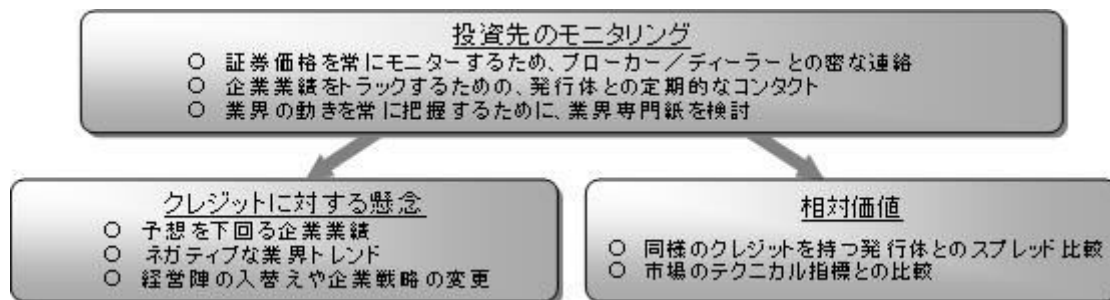 投資先のモニタリング
○ 証券価格を常にモニターするため、ブローカー／ディーラーとの密な連絡
○ 企業業績をトラックするための、発行体との定期的なコンタクト
○ 業界の動きを常に把握するために、業界専門紙を検討
クレジットに対する懸念
○ 予想を下回る企業業績
○ ネガティブな業界トレンド
○ 経営陣の入替えや企業戦略の変更
相対価値
○ 同様のクレジットを持つ発行体とのスプレッド比較
○ 市場のテクニカル指標との比較